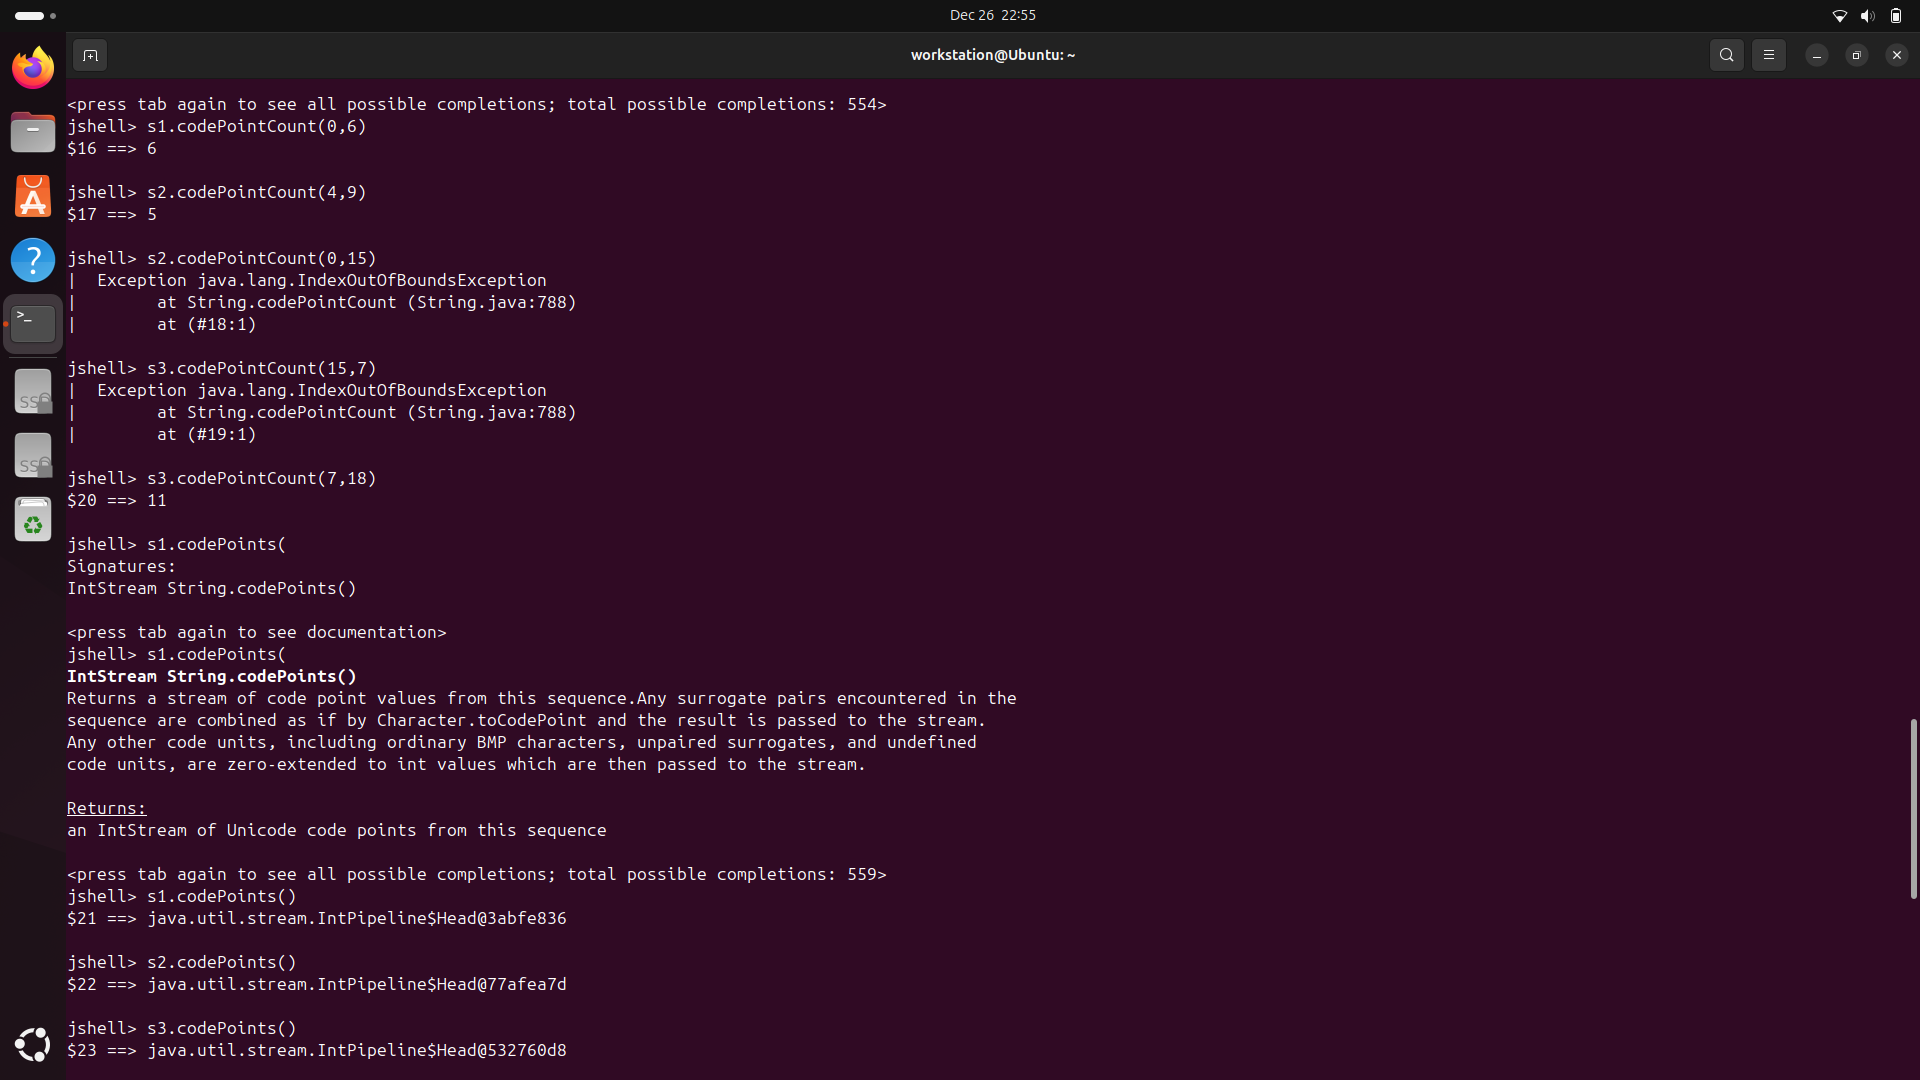 Dec 26 22:55
workstation@Ubuntu: ~
<press tab again to see all possible completions; total possible completions: 554>
jshell> s1.codePointCount(0,6)
$16 ==> 6
jshell> s2.codePointCount(4,9)
$17 ==> 5
jshell> s2.codePointCount(0,15)
|  Exception java.lang.IndexOutOfBoundsException
|        at String.codePointCount (String.java:788)
|        at (#18:1)
jshell> s3.codePointCount(15,7)
|  Exception java.lang.IndexOutOfBoundsException
|        at String.codePointCount (String.java:788)
|        at (#19:1)
jshell> s3.codePointCount(7,18)
$20 ==> 11
jshell> s1.codePoints(
Signatures:
IntStream String.codePoints()
<press tab again to see documentation>
jshell> s1.codePoints(
IntStream String.codePoints()
Returns a stream of code point values from this sequence.Any surrogate pairs encountered in the
sequence are combined as if by Character.toCodePoint and the result is passed to the stream.
Any other code units, including ordinary BMP characters, unpaired surrogates, and undefined
code units, are zero-extended to int values which are then passed to the stream.
Returns:
an IntStream of Unicode code points from this sequence
<press tab again to see all possible completions; total possible completions: 559>
jshell> s1.codePoints()
$21 ==> java.util.stream.IntPipeline$Head@3abfe836
jshell> s2.codePoints()
$22 ==> java.util.stream.IntPipeline$Head@77afea7d
jshell> s3.codePoints()
$23 ==> java.util.stream.IntPipeline$Head@532760d8